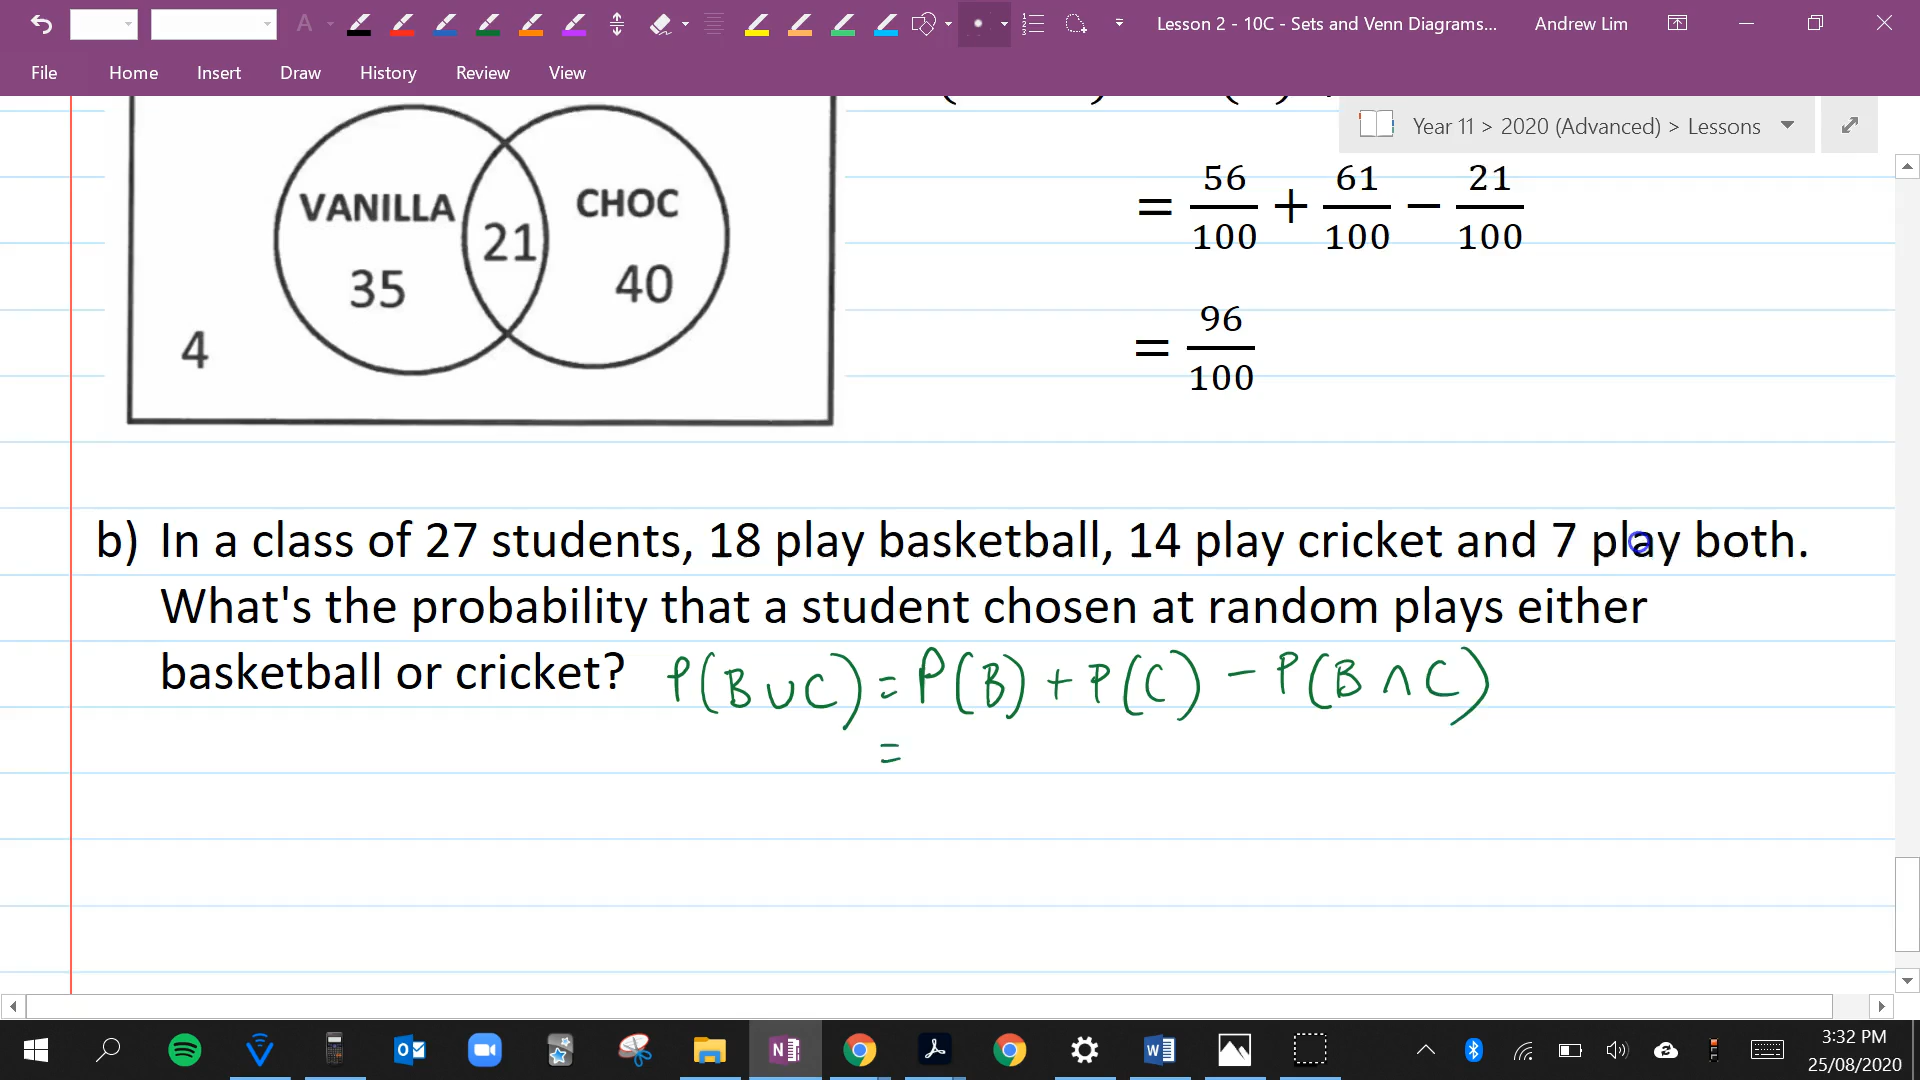 Lesson 2 - 10C - Sets and Venn Diagrams...
Andrew Lim
File
Home
Insert
Draw
History
Review
View
Year 11 > 2020 (Advanced) > Lessons
VANILLA
CHOC
21
35
40
4
= 56/100 + 61/100 − 21/100
= 96/100
b) In a class of 27 students, 18 play basketball, 14 play cricket and 7 play both.
What's the probability that a student chosen at random plays either
basketball or cricket? P(B∪C) = P(B) + P(C) − P(B∩C)
=
3:32 PM
25/08/2020